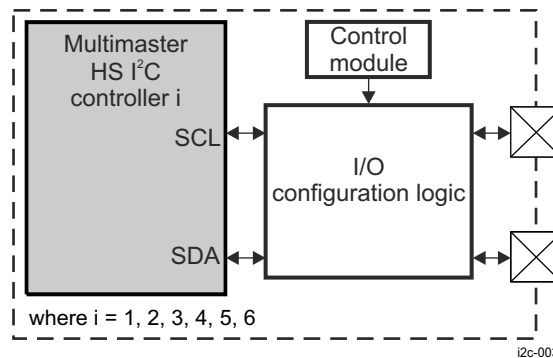 Multimaster
HS I²C
controller i
Control
module
SCL
I/O
configuration logic
SDA
where i = 1, 2, 3, 4, 5, 6